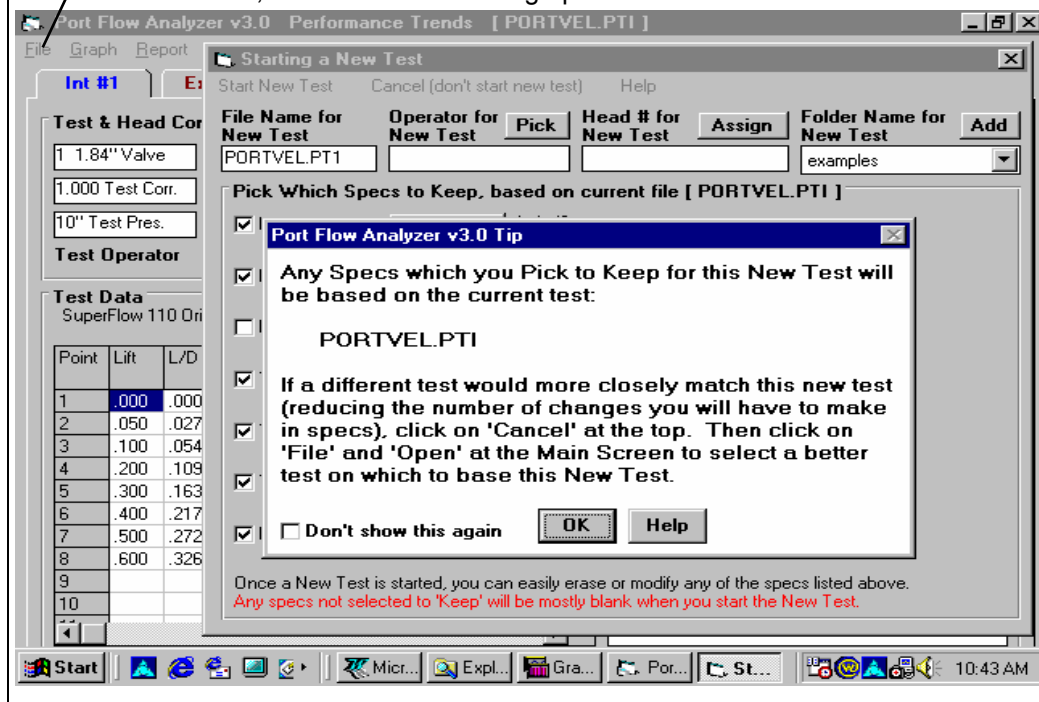 Port Flow Analyzer v3.0 Performance Trends [ PORTVEL.PTI ]
File Graph Report
Starting a New Test
Int #1
Start New Test Cancel (don't start new test) Help
Test & Head Cor
File Name for New Test
Operator for New Test
Pick
Head # for New Test
Assign
Folder Name for New Test
Add
1 1.84" Valve
PORTVEL.PT1
examples
1.000 Test Corr.
Pick Which Specs to Keep, based on current file [ PORTVEL.PTI ]
10" Test Pres.
Test Operator
Port Flow Analyzer v3.0 Tip
Any Specs which you Pick to Keep for this New Test will
be based on the current test:
PORTVEL.PTI
If a different test would more closely match this new test
(reducing the number of changes you will have to make
in specs), click on 'Cancel' at the top. Then click on
'File' and 'Open' at the Main Screen to select a better
test on which to base this New Test.
Don't show this again
OK
Help
Test Data
SuperFlow 110 Ori
Point Lift L/D
1 .000 .000
2 .050 .027
3 .100 .054
4 .200 .109
5 .300 .163
6 .400 .217
7 .500 .272
8 .600 .326
9
10
Once a New Test is started, you can easily erase or modify any of the specs listed above.
Any specs not selected to 'Keep' will be mostly blank when you start the New Test.
Start Micr... Expl... Gra... Por... St... 10:43 AM